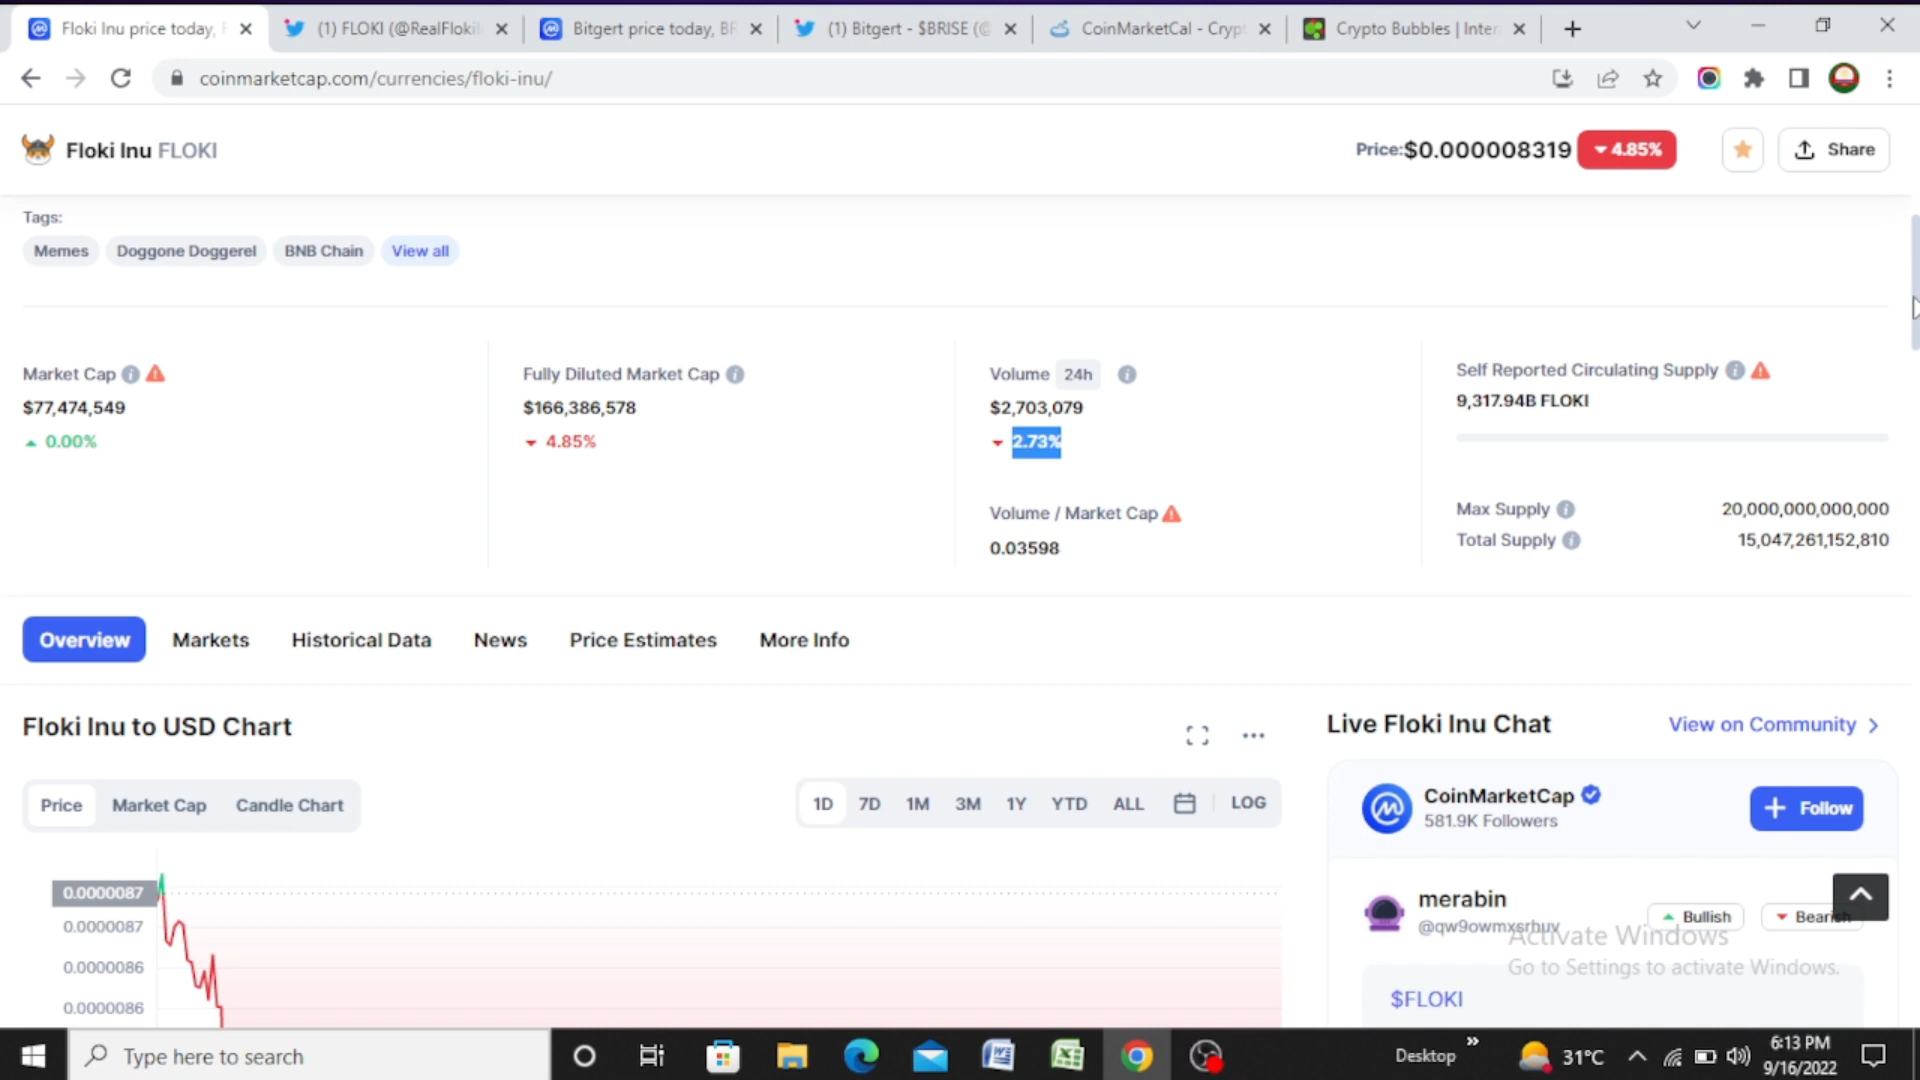 Floki Inu price today, F
(1) FLOKI (@RealFlokiI
Bitgert price today, BR
(1) Bitgert - $BRISE (@
CoinMarketCal - Crypt
Crypto Bubbles | Inter
coinmarketcap.com/currencies/floki-inu/
Floki Inu FLOKI
Price:$0.000008319
4.85%
Share
Tags:
Memes
Doggone Doggerel
BNB Chain
View all
Market Cap
$77,474,549
0.00%
Fully Diluted Market Cap
$166,386,578
4.85%
Volume 24h
$2,703,079
2.73%
Volume / Market Cap
0.03598
Self Reported Circulating Supply
9,317.94B FLOKI
Max Supply 20,000,000,000,000
Total Supply 15,047,261,152,810
Overview
Markets
Historical Data
News
Price Estimates
More Info
Floki Inu to USD Chart
Price
Market Cap
Candle Chart
1D
7D
1M
3M
1Y
YTD
ALL
LOG
0.0000087
0.0000087
0.0000086
0.0000086
Live Floki Inu Chat
View on Community
CoinMarketCap
581.9K Followers
Follow
merabin
@qw9owmxsrhuv
Bullish
Bearish
$FLOKI
Activate Windows
Go to Settings to activate Windows.
Type here to search
Desktop
31°C
6:13 PM
9/16/2022